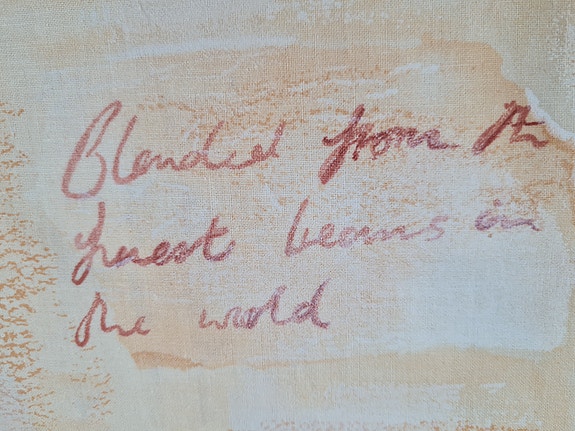 Blended from the
finest beans in
the world